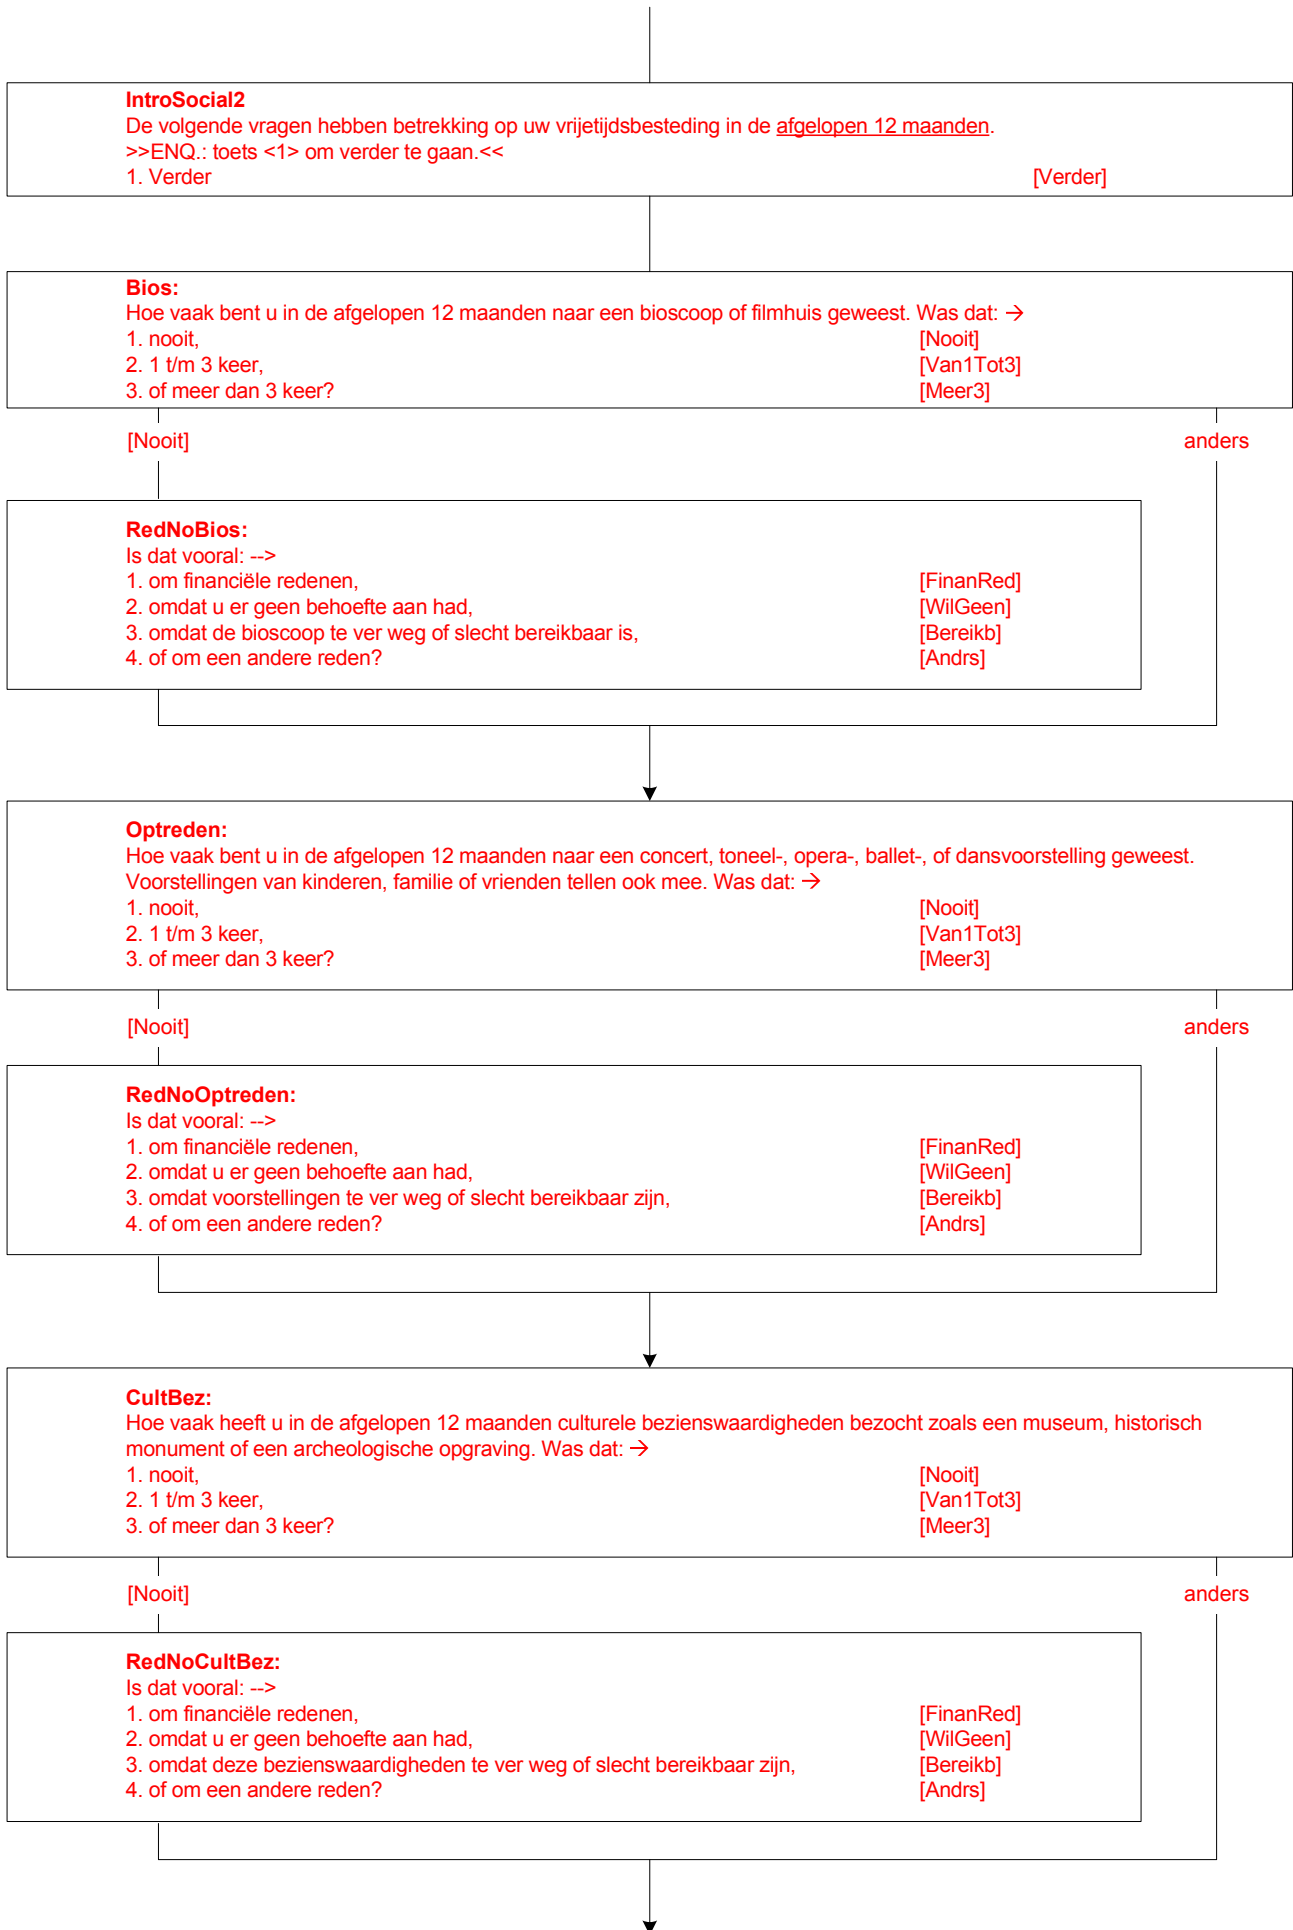 IntroSocial2
De volgende vragen hebben betrekking op uw vrijetijdsbesteding in de afgelopen 12 maanden.
>>ENQ.: toets <1> om verder te gaan.<<
1. Verder [Verder]
Bios:
Hoe vaak bent u in de afgelopen 12 maanden naar een bioscoop of filmhuis geweest. Was dat: →
1. nooit, [Nooit]
2. 1 t/m 3 keer, [Van1Tot3]
3. of meer dan 3 keer? [Meer3]
[Nooit] anders
RedNoBios:
Is dat vooral: -->
1. om financiële redenen, [FinanRed]
2. omdat u er geen behoefte aan had, [WilGeen]
3. omdat de bioscoop te ver weg of slecht bereikbaar is, [Bereikb]
4. of om een andere reden? [Andrs]
Optreden:
Hoe vaak bent u in de afgelopen 12 maanden naar een concert, toneel-, opera-, ballet-, of dansvoorstelling geweest.
Voorstellingen van kinderen, familie of vrienden tellen ook mee. Was dat: →
1. nooit, [Nooit]
2. 1 t/m 3 keer, [Van1Tot3]
3. of meer dan 3 keer? [Meer3]
[Nooit] anders
RedNoOptreden:
Is dat vooral: -->
1. om financiële redenen, [FinanRed]
2. omdat u er geen behoefte aan had, [WilGeen]
3. omdat voorstellingen te ver weg of slecht bereikbaar zijn, [Bereikb]
4. of om een andere reden? [Andrs]
CultBez:
Hoe vaak heeft u in de afgelopen 12 maanden culturele bezienswaardigheden bezocht zoals een museum, historisch
monument of een archeologische opgraving. Was dat: →
1. nooit, [Nooit]
2. 1 t/m 3 keer, [Van1Tot3]
3. of meer dan 3 keer? [Meer3]
[Nooit] anders
RedNoCultBez:
Is dat vooral: -->
1. om financiële redenen, [FinanRed]
2. omdat u er geen behoefte aan had, [WilGeen]
3. omdat deze bezienswaardigheden te ver weg of slecht bereikbaar zijn, [Bereikb]
4. of om een andere reden? [Andrs]